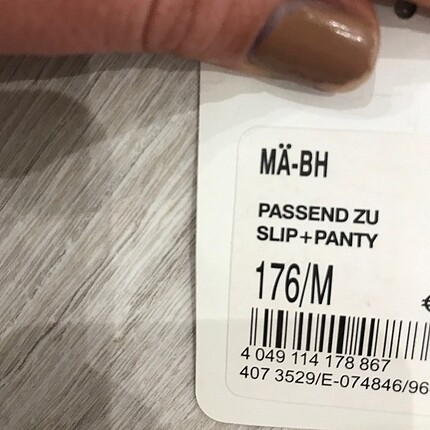 MÄ-BH
PASSEND ZU
SLIP+PANTY
176/M
€
4 049 114 178 867
407 3529/E-074846/96